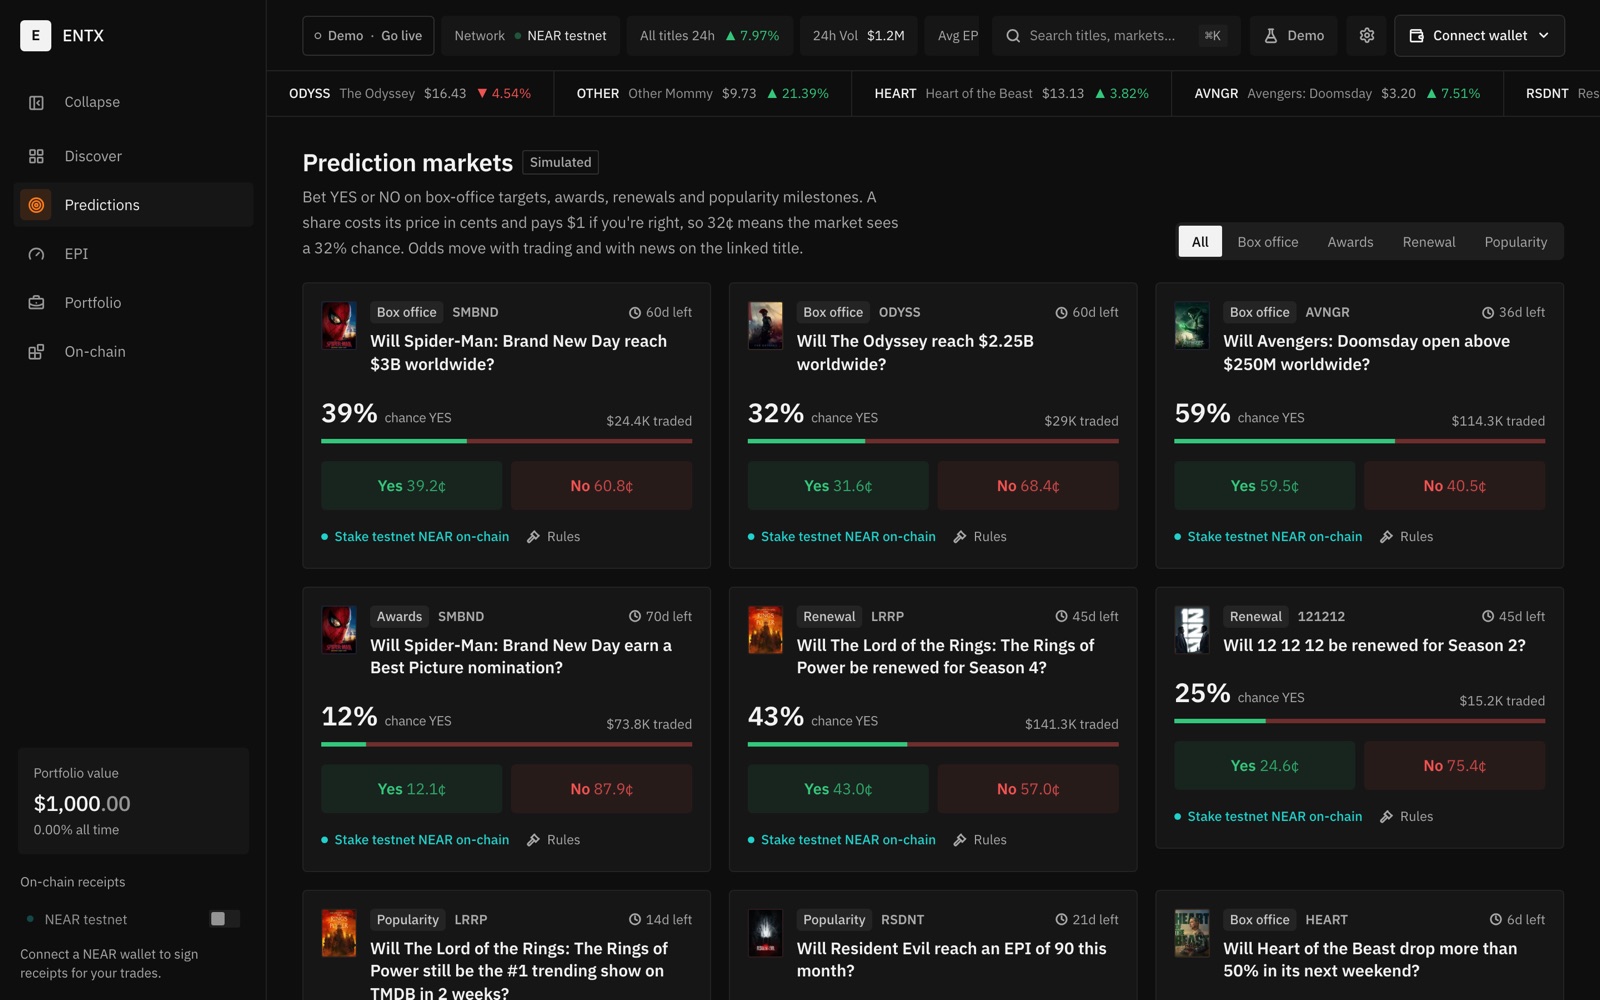 E ENTX
Collapse
Discover
Predictions
EPI
Portfolio
On-chain
Portfolio value
$1,000.00
0.00% all time
On-chain receipts
NEAR testnet
Connect a NEAR wallet to sign
receipts for your trades.
Demo · Go live
Network NEAR testnet
All titles 24h ▲ 7.97%
24h Vol $1.2M
Avg EP
Search titles, markets... ⌘K
Demo
Connect wallet
ODYSS The Odyssey $16.43 ▼ 4.54%
OTHER Other Mommy $9.73 ▲ 21.39%
HEART Heart of the Beast $13.13 ▲ 3.82%
AVNGR Avengers: Doomsday $3.20 ▲ 7.51%
RSDNT Res
Prediction markets Simulated
Bet YES or NO on box-office targets, awards, renewals and popularity milestones. A
share costs its price in cents and pays $1 if you're right, so 32¢ means the market sees
a 32% chance. Odds move with trading and with news on the linked title.
All Box office Awards Renewal Popularity
Box office SMBND 60d left
Will Spider-Man: Brand New Day reach
$3B worldwide?
39% chance YES $24.4K traded
Yes 39.2¢ No 60.8¢
Stake testnet NEAR on-chain Rules
Box office ODYSS 60d left
Will The Odyssey reach $2.25B
worldwide?
32% chance YES $29K traded
Yes 31.6¢ No 68.4¢
Stake testnet NEAR on-chain Rules
Box office AVNGR 36d left
Will Avengers: Doomsday open above
$250M worldwide?
59% chance YES $114.3K traded
Yes 59.5¢ No 40.5¢
Stake testnet NEAR on-chain Rules
Awards SMBND 70d left
Will Spider-Man: Brand New Day earn a
Best Picture nomination?
12% chance YES $73.8K traded
Yes 12.1¢ No 87.9¢
Stake testnet NEAR on-chain Rules
Renewal LRRP 45d left
Will The Lord of the Rings: The Rings of
Power be renewed for Season 4?
43% chance YES $141.3K traded
Yes 43.0¢ No 57.0¢
Stake testnet NEAR on-chain Rules
Renewal 121212 45d left
Will 12 12 12 be renewed for Season 2?
25% chance YES $15.2K traded
Yes 24.6¢ No 75.4¢
Stake testnet NEAR on-chain Rules
Popularity LRRP 14d left
Will The Lord of the Rings: The Rings of
Power still be the #1 trending show on
TMDB in 2 weeks?
Popularity RSDNT 21d left
Will Resident Evil reach an EPI of 90 this
month?
Box office HEART 6d left
Will Heart of the Beast drop more than
50% in its next weekend?